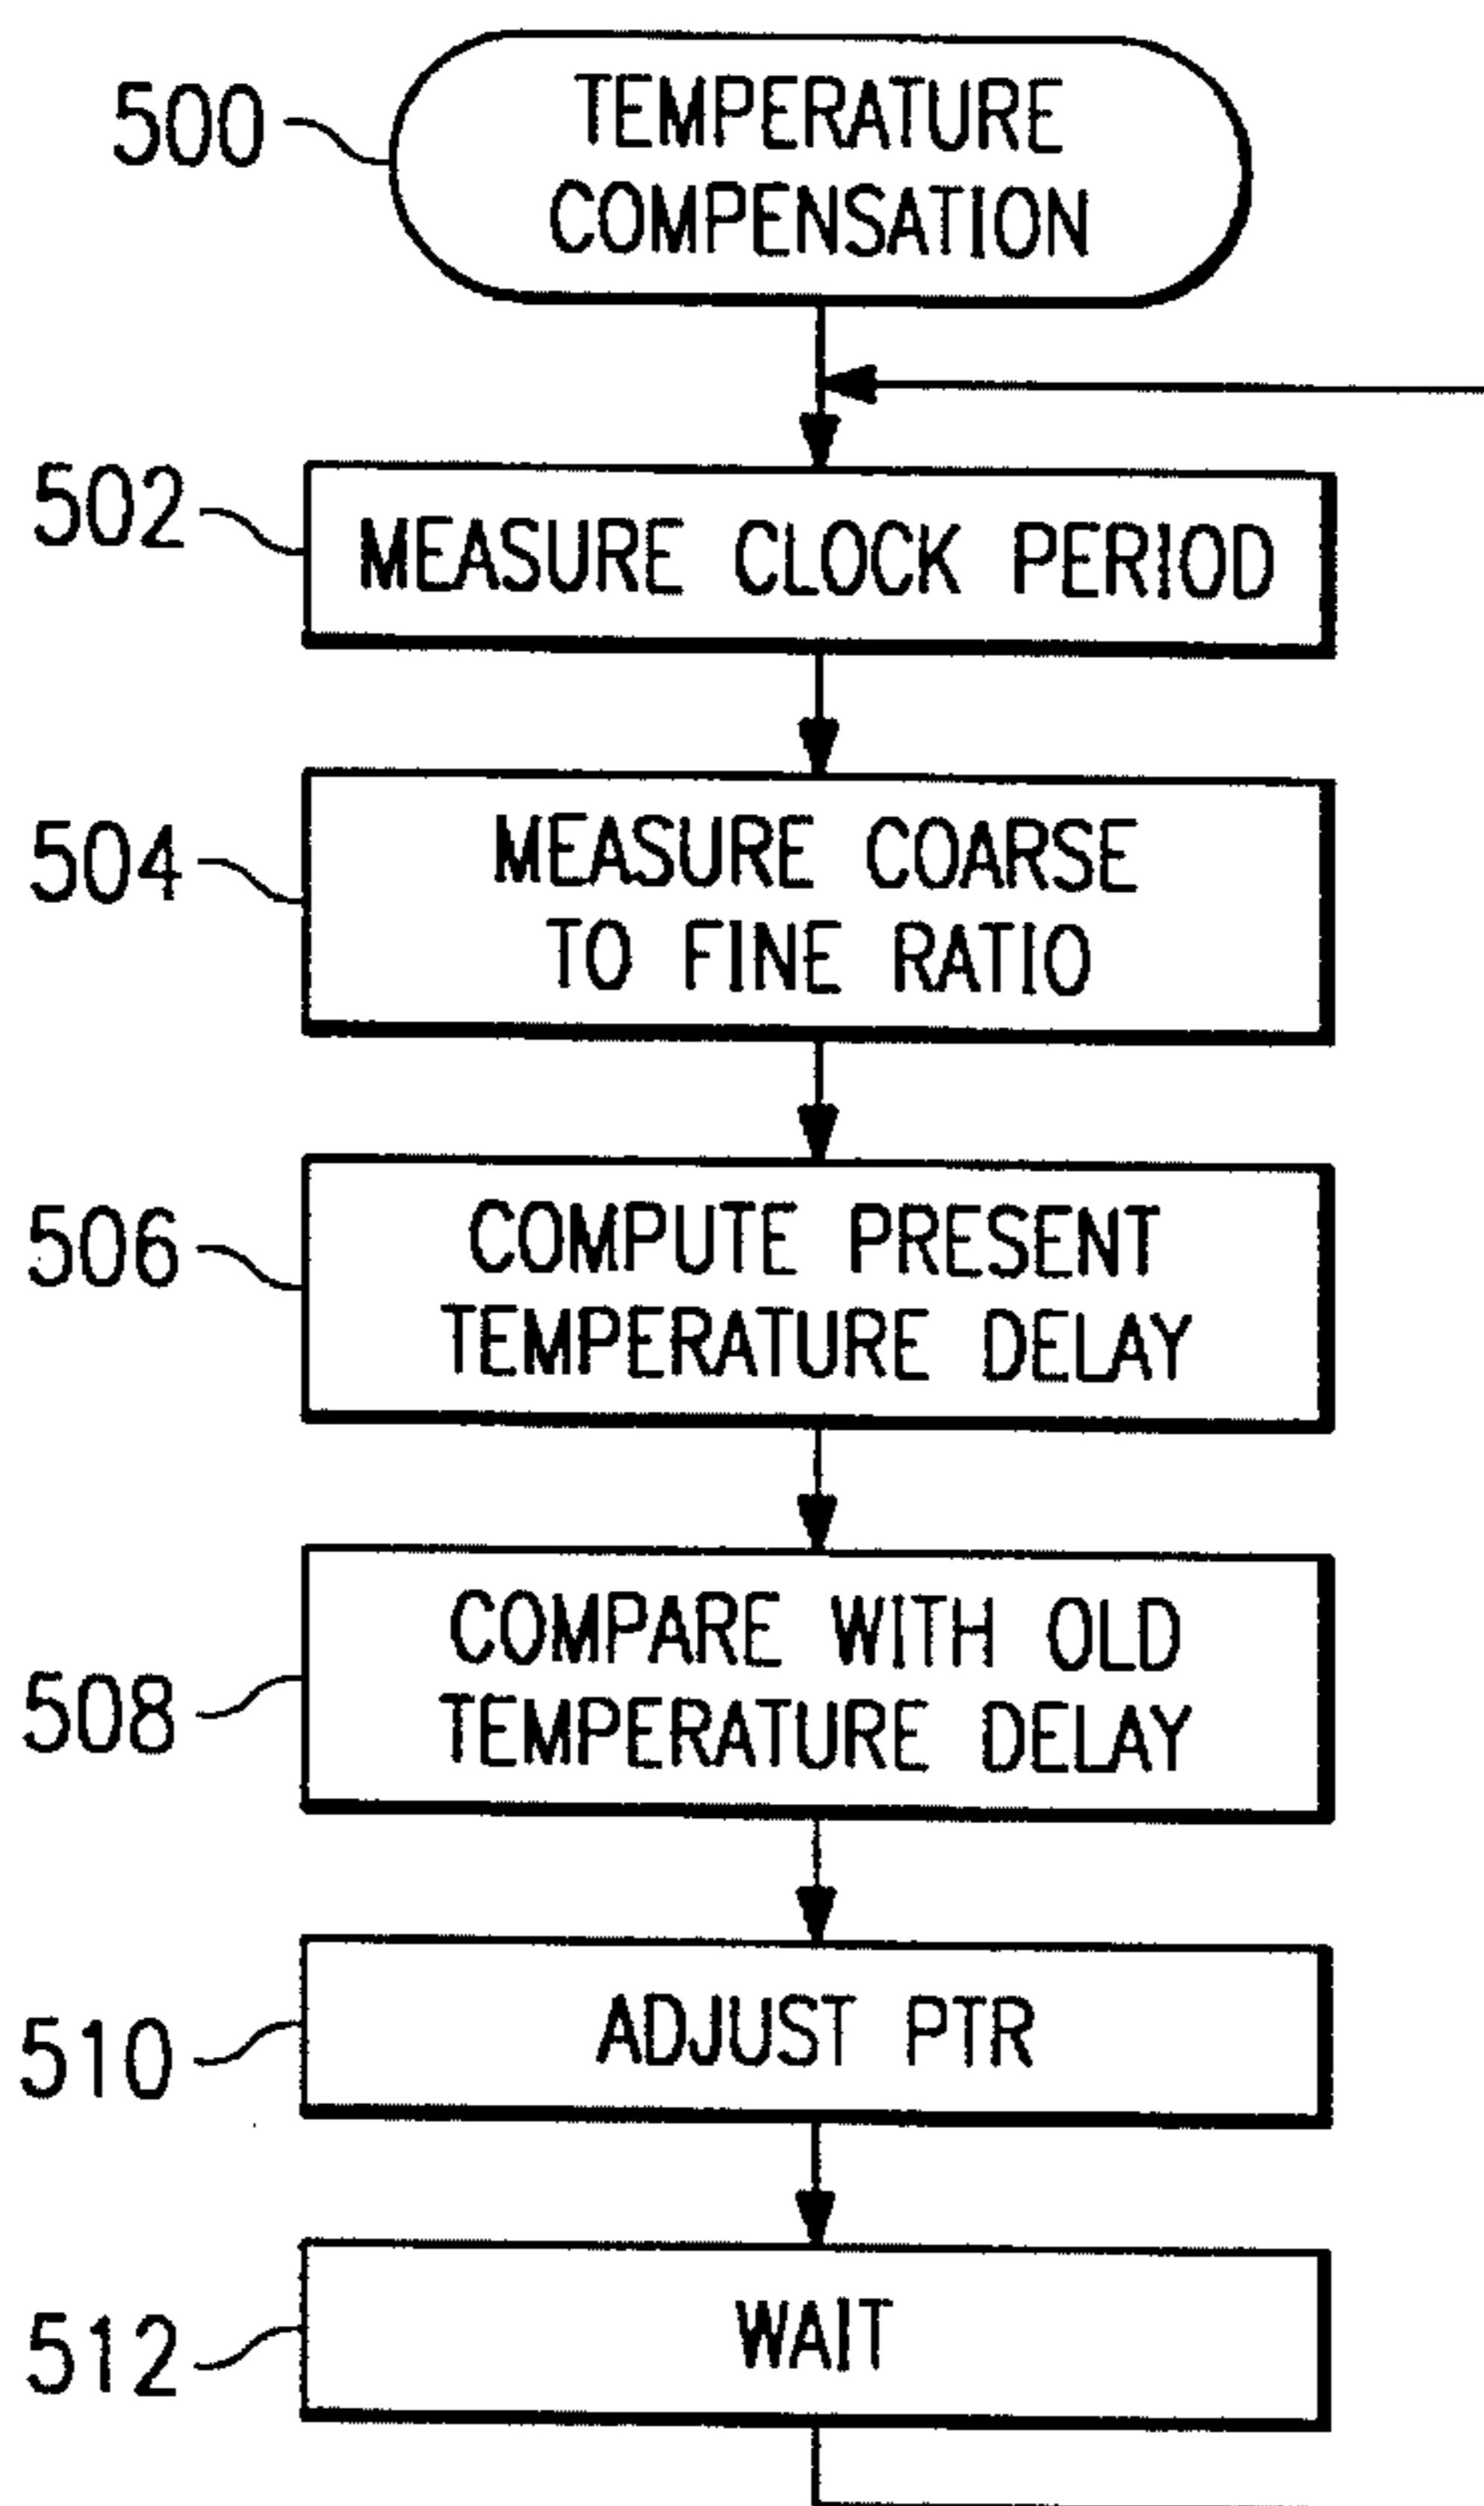 500
TEMPERATURE
COMPENSATION
502
MEASURE CLOCK PERIOD
504
MEASURE COARSE
TO FINE RATIO
506
COMPUTE PRESENT
TEMPERATURE DELAY
508
COMPARE WITH OLD
TEMPERATURE DELAY
510
ADJUST PTR
512
WAIT